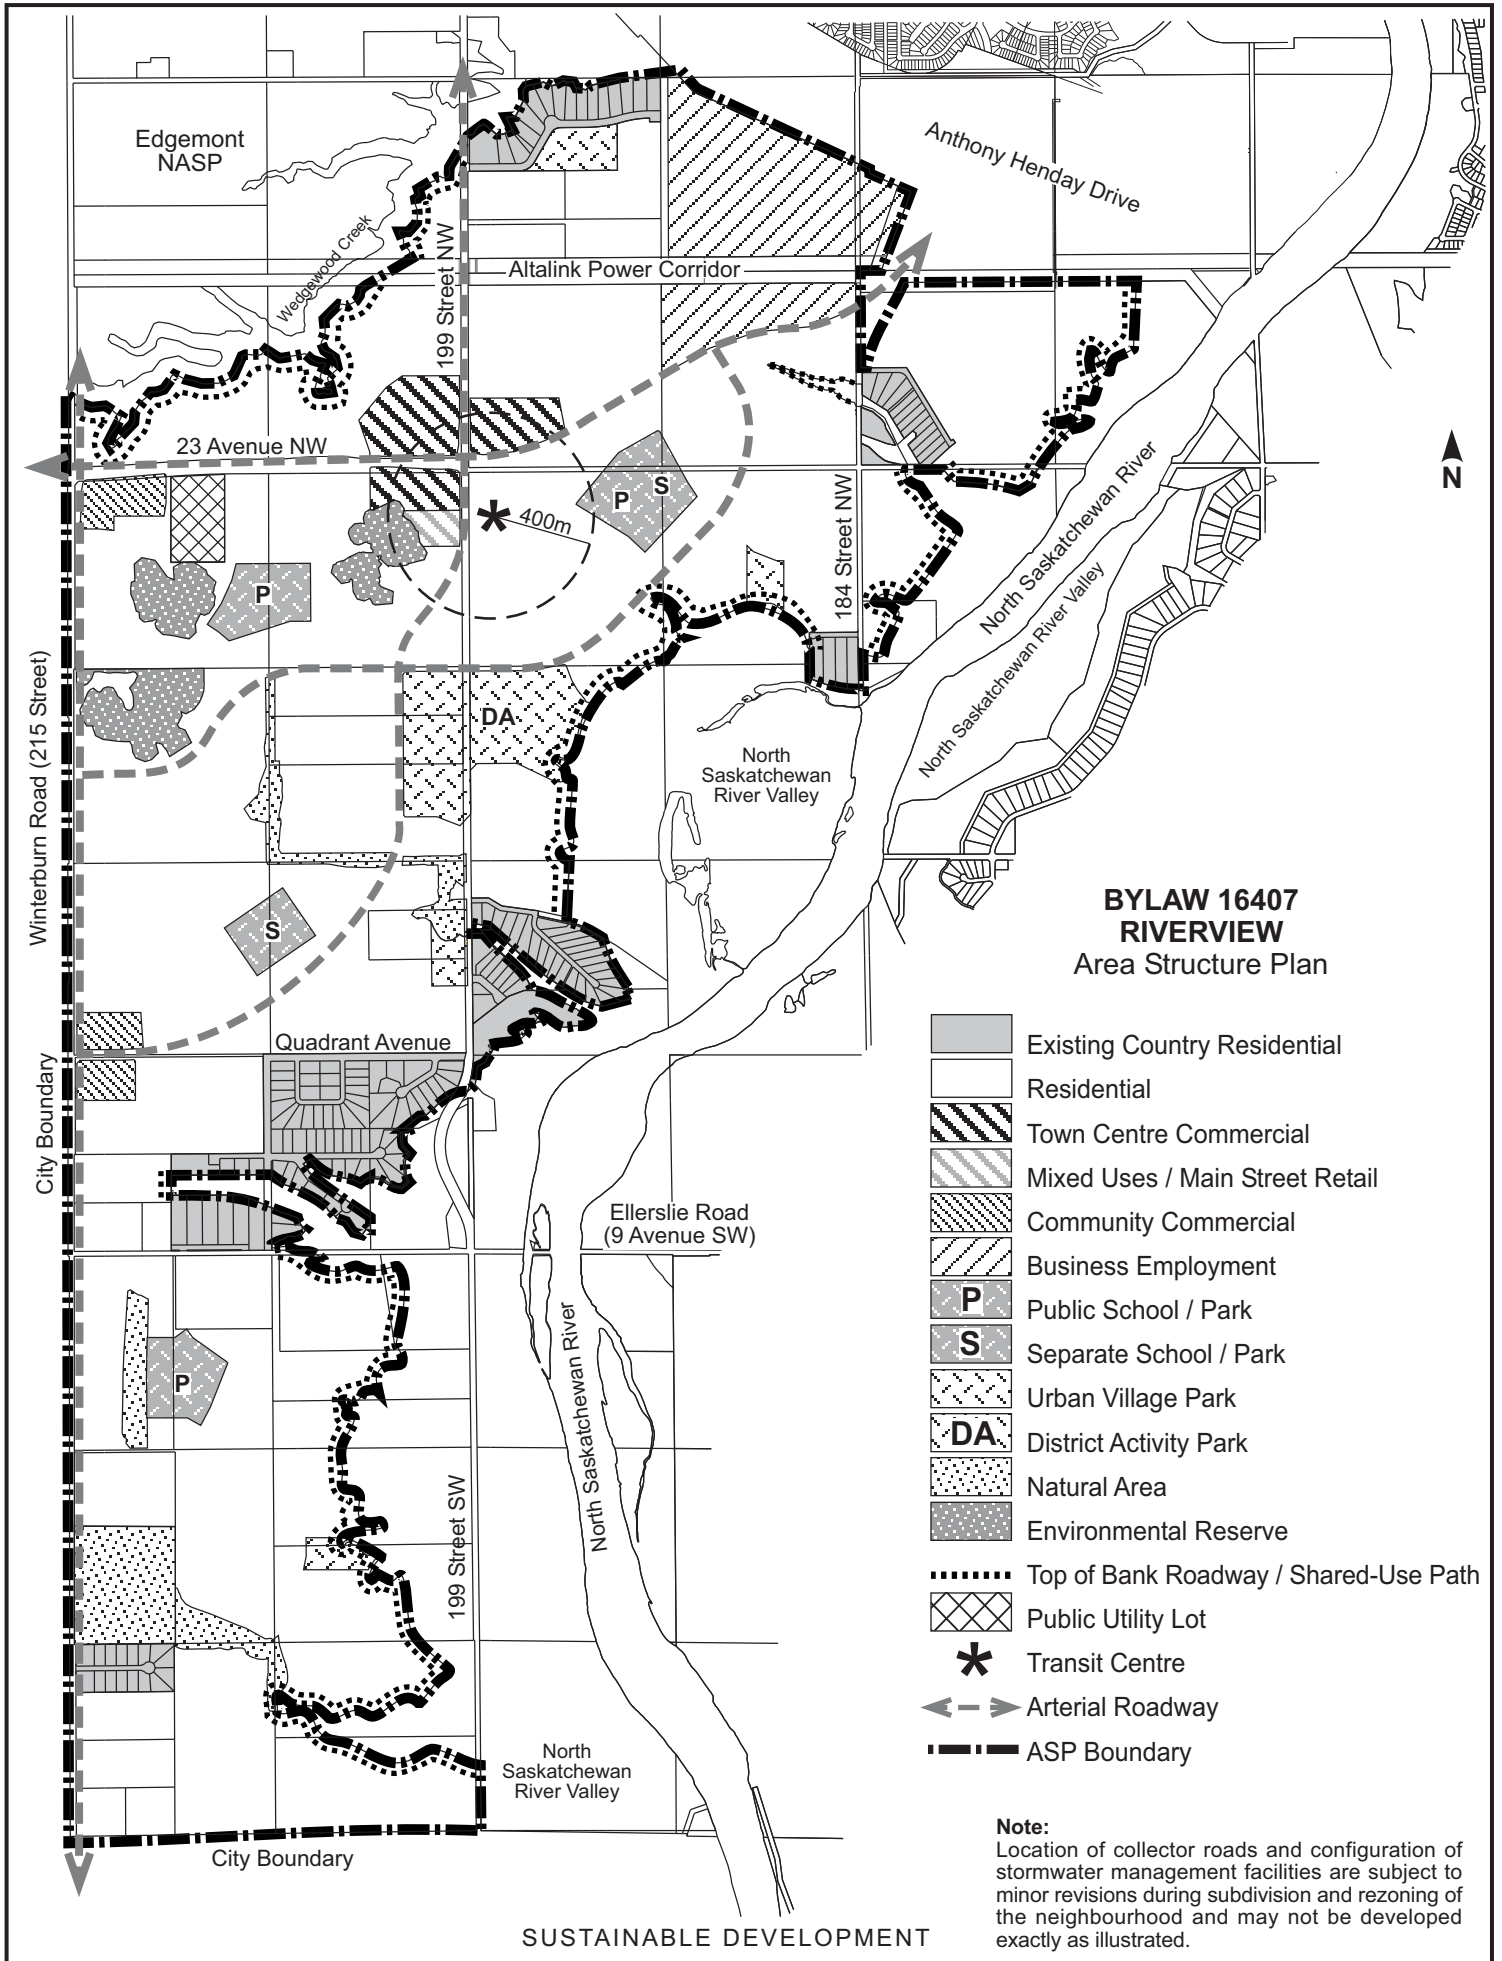 Edgemont
NASP
Anthony Henday Drive
Wedgewood Creek
199 Street NW
Altalink Power Corridor
23 Avenue NW
N
P
S
400m
184 Street NW
North Saskatchewan River
North Saskatchewan River Valley
P
Winterburn Road (215 Street)
DA
North
Saskatchewan
River Valley
S
BYLAW 16407
RIVERVIEW
Area Structure Plan
Quadrant Avenue
City Boundary
Ellerslie Road
(9 Avenue SW)
P
North Saskatchewan River
199 Street SW
North
Saskatchewan
River Valley
City Boundary
Existing Country Residential
Residential
Town Centre Commercial
Mixed Uses / Main Street Retail
Community Commercial
Business Employment
P Public School / Park
S Separate School / Park
Urban Village Park
DA District Activity Park
Natural Area
Environmental Reserve
Top of Bank Roadway / Shared-Use Path
Public Utility Lot
Transit Centre
Arterial Roadway
ASP Boundary
Note:
Location of collector roads and configuration of
stormwater management facilities are subject to
minor revisions during subdivision and rezoning of
the neighbourhood and may not be developed
exactly as illustrated.
SUSTAINABLE DEVELOPMENT